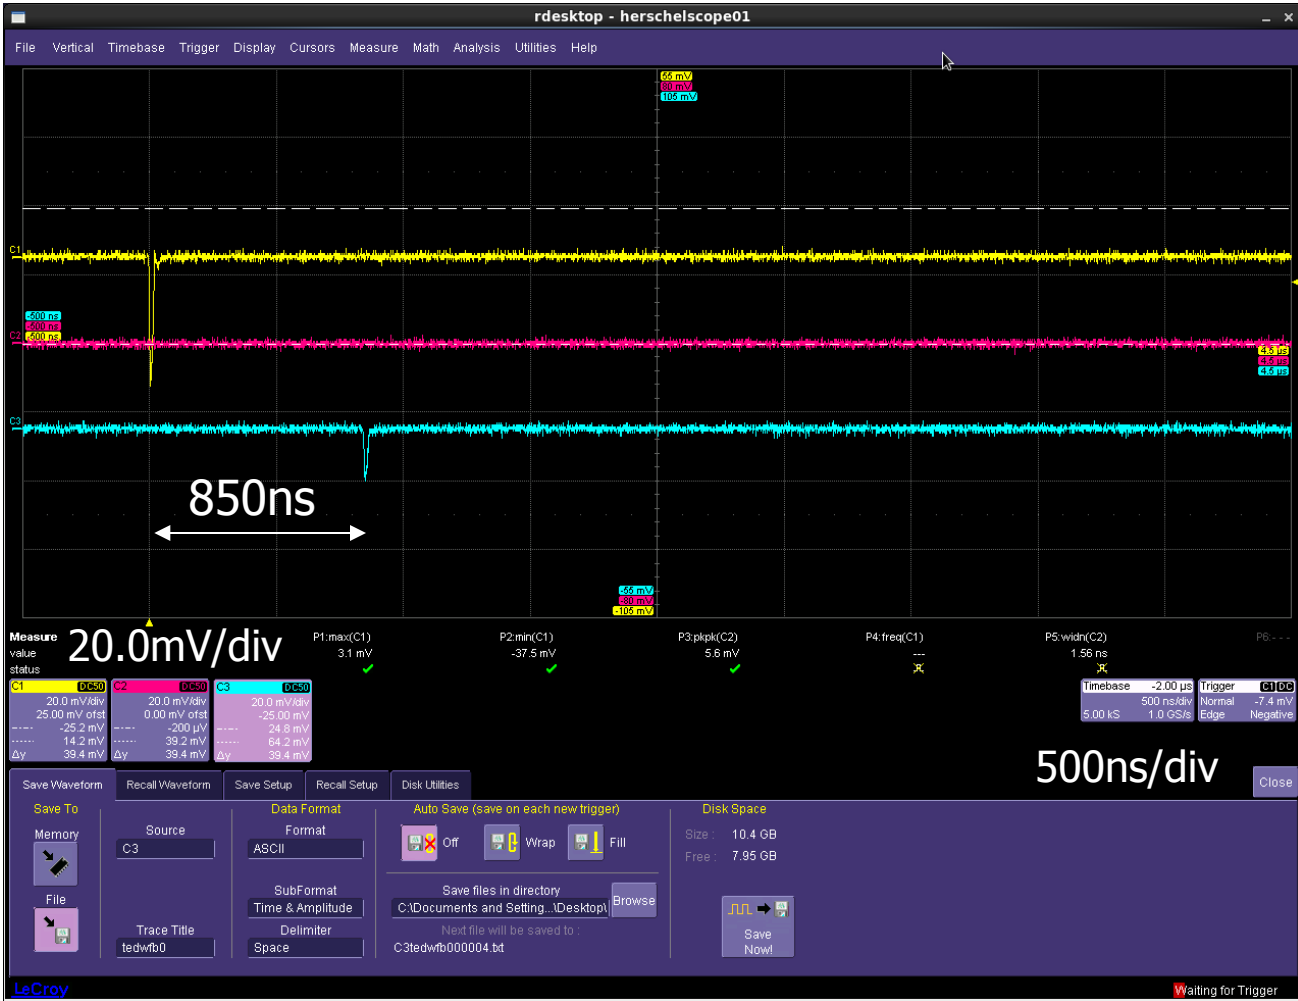 rdesktop - herschelscope01
File Vertical Timebase Trigger Display Cursors Measure Math Analysis Utilities Help
55 mV
80 mV
105 mV
C1
-500 ns
-500 ns
-500 ns
C2
4.5 µs
4.5 µs
4.5 µs
C3
850ns
-55 mV
-80 mV
-105 mV
Measure P1:max(C1) P2:min(C1) P3:pkpk(C2) P4:freq(C1) P5:widn(C2) P6:- - -
value 3.1 mV -37.5 mV 5.6 mV --- 1.56 ns
status
20.0mV/div
C1 DC50
20.0 mV/div
25.00 mV ofst
-25.2 mV
14.2 mV
Δy 39.4 mV
C2 DC50
20.0 mV/div
0.00 mV ofst
-200 µV
39.2 mV
Δy 39.4 mV
C3 DC50
20.0 mV/div
-25.00 mV
24.8 mV
64.2 mV
Δy 39.4 mV
Timebase -2.00 µs
500 ns/div
5.00 kS 1.0 GS/s
Trigger C1 DC
Normal -7.4 mV
Edge Negative
500ns/div
Save Waveform Recall Waveform Save Setup Recall Setup Disk Utilities
Close
Save To
Memory
File
Source
C3
Trace Title
tedwfb0
Data Format
Format
ASCII
SubFormat
Time & Amplitude
Delimiter
Space
Auto Save (save on each new trigger)
Off Wrap Fill
Save files in directory
C:\Documents and Setting...\Desktop\
Browse
Next file will be saved to :
C3tedwfb000004.txt
Disk Space
Size : 10.4 GB
Free : 7.95 GB
Save
Now!
LeCroy
Waiting for Trigger